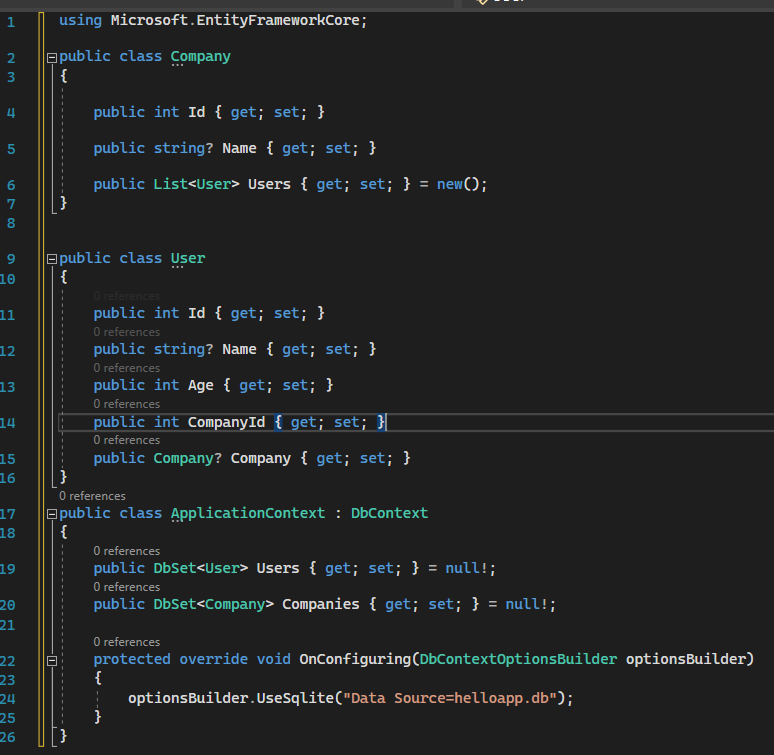 1 using Microsoft.EntityFrameworkCore;
2 public class Company
3 {
4 public int Id { get; set; }
5 public string? Name { get; set; }
6 public List<User> Users { get; set; } = new();
7 }
8
9 public class User
10 {
0 references
11 public int Id { get; set; }
0 references
12 public string? Name { get; set; }
0 references
13 public int Age { get; set; }
0 references
14 public int CompanyId { get; set; }
0 references
15 public Company? Company { get; set; }
16 }
0 references
17 public class ApplicationContext : DbContext
18 {
0 references
19 public DbSet<User> Users { get; set; } = null!;
0 references
20 public DbSet<Company> Companies { get; set; } = null!;
21
0 references
22 protected override void OnConfiguring(DbContextOptionsBuilder optionsBuilder)
23 {
24 optionsBuilder.UseSqlite("Data Source=helloapp.db");
25 }
26 }